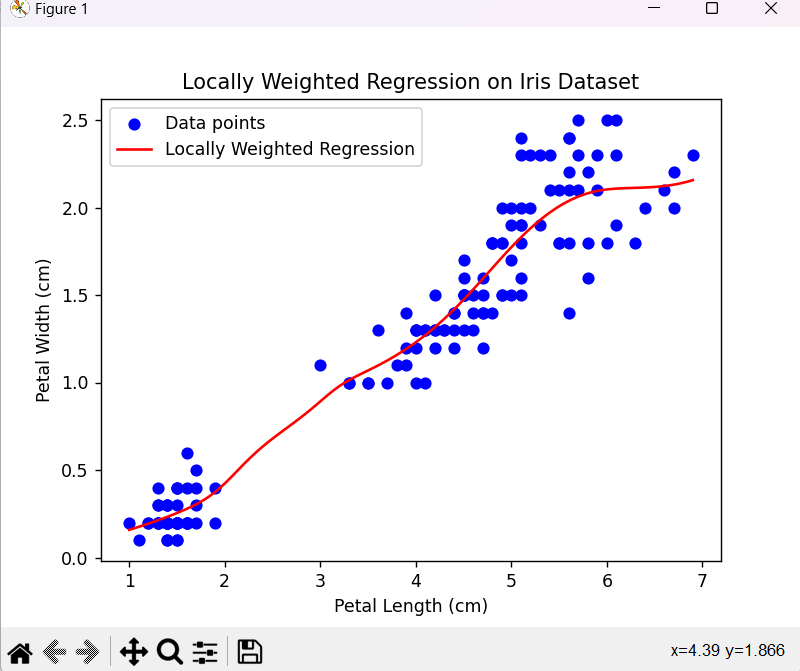 Figure 1
Locally Weighted Regression on Iris Dataset
Data points
Locally Weighted Regression
2.5
2.0
1.5
1.0
0.5
0.0
Petal Width (cm)
1 2 3 4 5 6 7
Petal Length (cm)
x=4.39 y=1.866